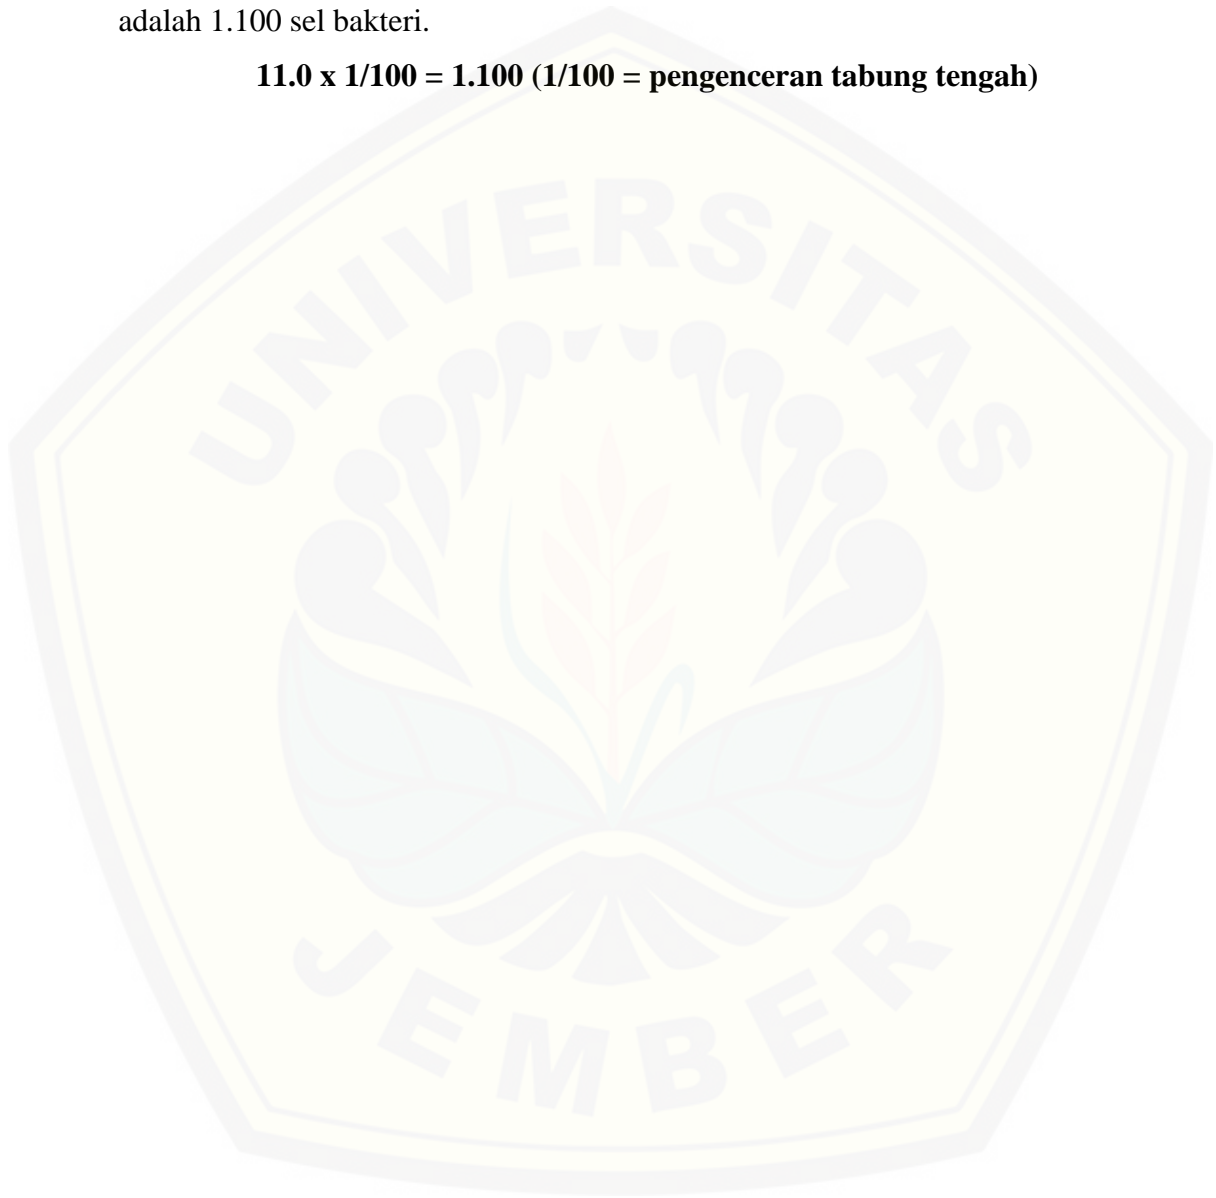 adalah 1.100 sel bakteri.
11.0 x 1/100 = 1.100 (1/100 = pengenceran tabung tengah)
UNIVERSITAS
JEMBER